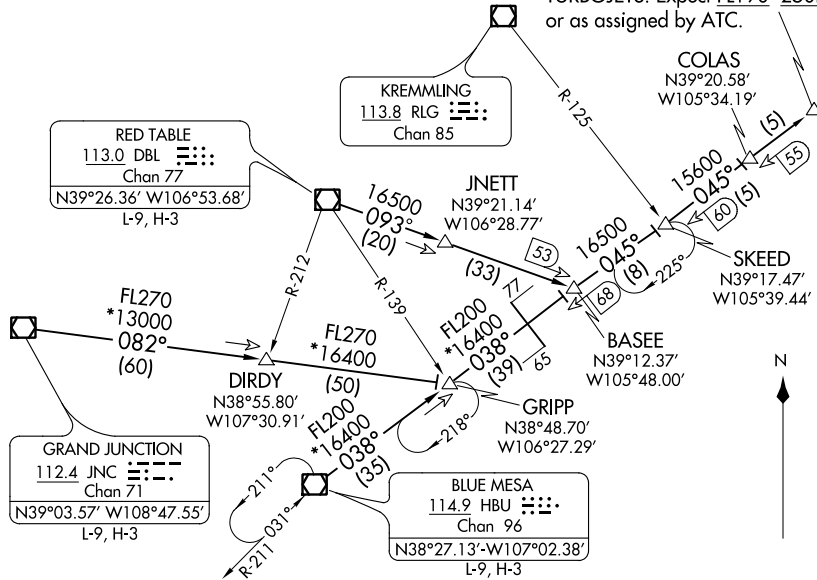 or as assigned by ATC.
COLAS
N39°20.58'
W105°34.19'
(5)
55
KREMMLING
113.8 RLG
Chan 85
R-125
15600
045°
(5)
60
RED TABLE
113.0 DBL
Chan 77
N39°26.36' W106°53.68'
L-9, H-3
16500
093°
(20)
JNETT
N39°21.14'
W106°28.77'
(33)
53
16500
045°
(8)
225°
SKEED
N39°17.47'
W105°39.44'
R-212
R-139
77
68
65
BASEE
N39°12.37'
W105°48.00'
N
FL270
*13000
082°
(60)
FL270
*16400
(50)
FL200
*16400
038°
(39)
DIRDY
N38°55.80'
W107°30.91'
GRIPP
N38°48.70'
W106°27.29'
218°
FL200
*16400
038°
(35)
GRAND JUNCTION
112.4 JNC
Chan 71
N39°03.57' W108°47.55'
L-9, H-3
211°
031°
R-211
BLUE MESA
114.9 HBU
Chan 96
N38°27.13'-W107°02.38'
L-9, H-3